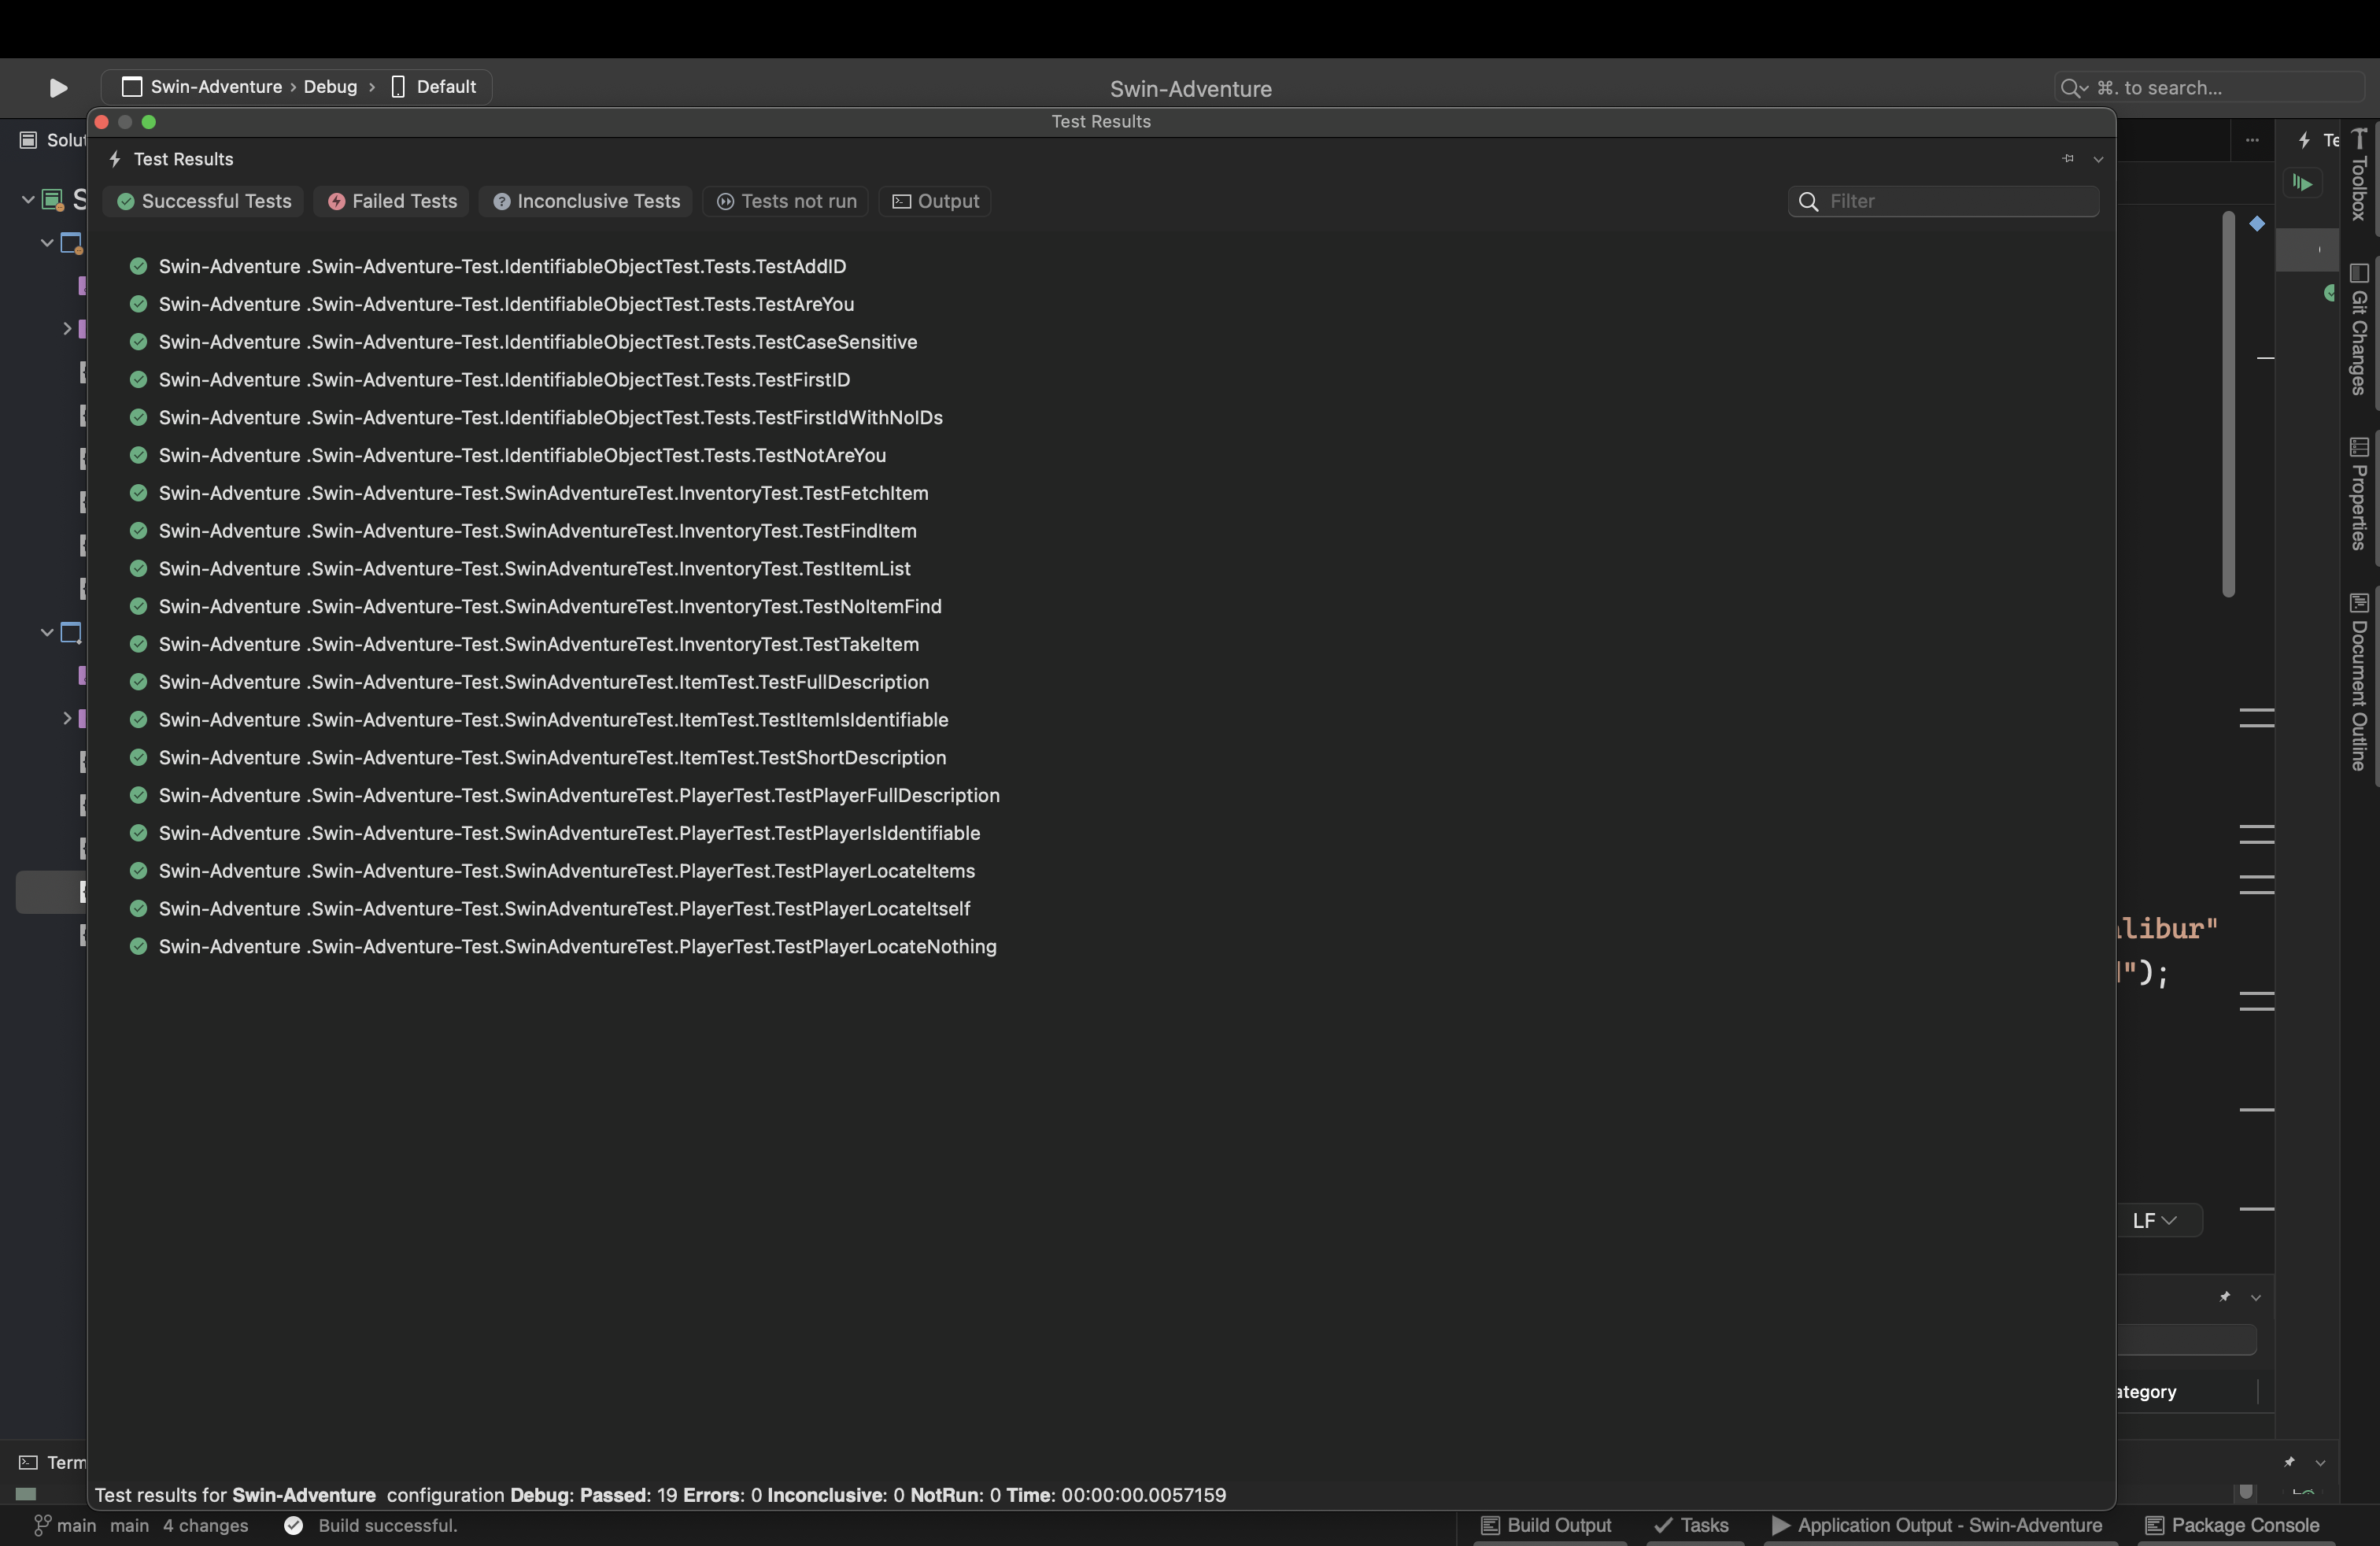 Swin-Adventure › Debug › Default
Swin-Adventure
⌘. to search...
Test Results
Test Results
Successful Tests Failed Tests Inconclusive Tests Tests not run Output
Filter
Swin-Adventure .Swin-Adventure-Test.IdentifiableObjectTest.Tests.TestAddID
Swin-Adventure .Swin-Adventure-Test.IdentifiableObjectTest.Tests.TestAreYou
Swin-Adventure .Swin-Adventure-Test.IdentifiableObjectTest.Tests.TestCaseSensitive
Swin-Adventure .Swin-Adventure-Test.IdentifiableObjectTest.Tests.TestFirstID
Swin-Adventure .Swin-Adventure-Test.IdentifiableObjectTest.Tests.TestFirstIdWithNoIDs
Swin-Adventure .Swin-Adventure-Test.IdentifiableObjectTest.Tests.TestNotAreYou
Swin-Adventure .Swin-Adventure-Test.SwinAdventureTest.InventoryTest.TestFetchItem
Swin-Adventure .Swin-Adventure-Test.SwinAdventureTest.InventoryTest.TestFindItem
Swin-Adventure .Swin-Adventure-Test.SwinAdventureTest.InventoryTest.TestItemList
Swin-Adventure .Swin-Adventure-Test.SwinAdventureTest.InventoryTest.TestNoItemFind
Swin-Adventure .Swin-Adventure-Test.SwinAdventureTest.InventoryTest.TestTakeItem
Swin-Adventure .Swin-Adventure-Test.SwinAdventureTest.ItemTest.TestFullDescription
Swin-Adventure .Swin-Adventure-Test.SwinAdventureTest.ItemTest.TestItemIsIdentifiable
Swin-Adventure .Swin-Adventure-Test.SwinAdventureTest.ItemTest.TestShortDescription
Swin-Adventure .Swin-Adventure-Test.SwinAdventureTest.PlayerTest.TestPlayerFullDescription
Swin-Adventure .Swin-Adventure-Test.SwinAdventureTest.PlayerTest.TestPlayerIsIdentifiable
Swin-Adventure .Swin-Adventure-Test.SwinAdventureTest.PlayerTest.TestPlayerLocateItems
Swin-Adventure .Swin-Adventure-Test.SwinAdventureTest.PlayerTest.TestPlayerLocateItself
Swin-Adventure .Swin-Adventure-Test.SwinAdventureTest.PlayerTest.TestPlayerLocateNothing
Test results for Swin-Adventure configuration Debug: Passed: 19 Errors: 0 Inconclusive: 0 NotRun: 0 Time: 00:00:00.0057159
Solut
Term
libur"
");
LF
ategory
Te
Toolbox
Git Changes
Properties
Document Outline
main main 4 changes Build successful.
Build Output Tasks Application Output - Swin-Adventure Package Console